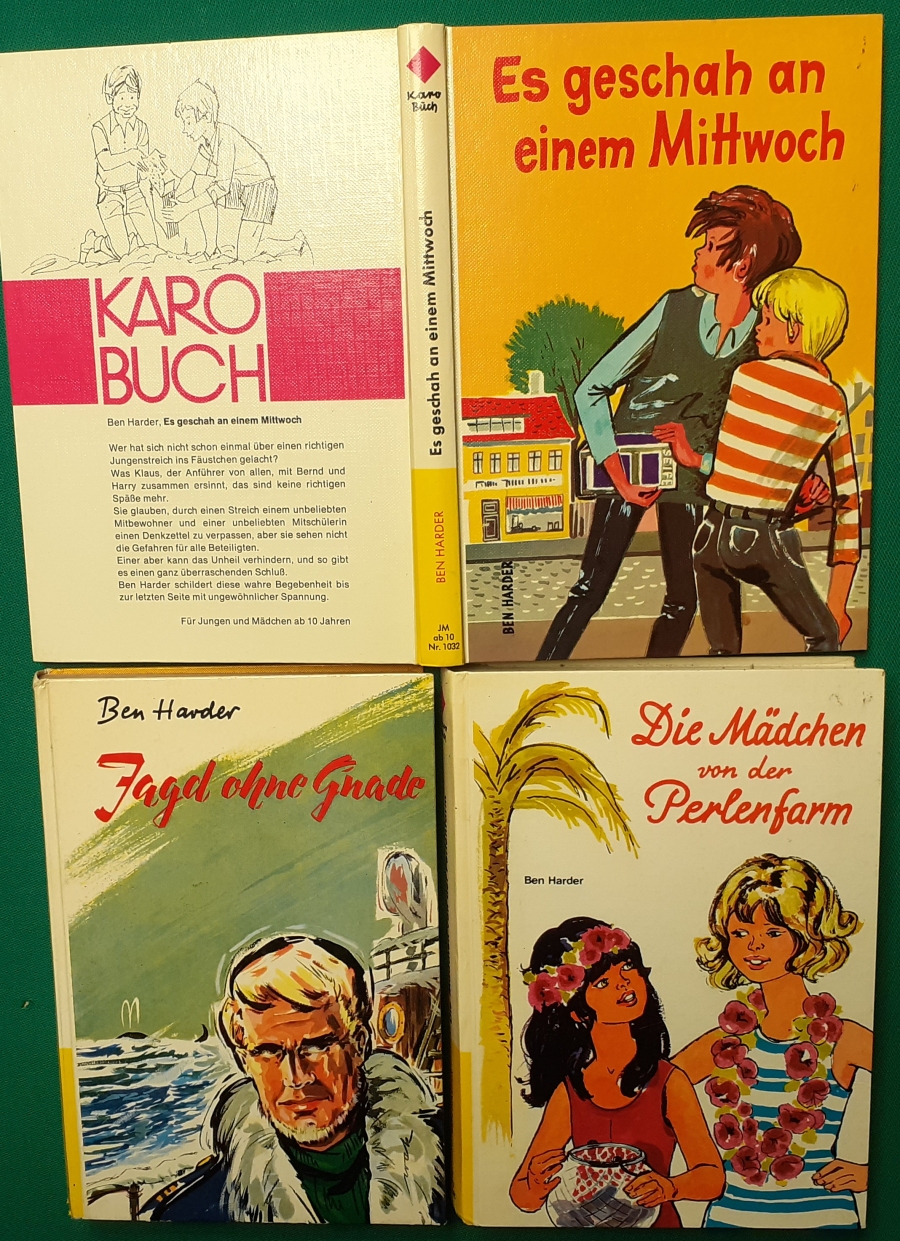 KARO
BUCH
Ben Harder, Es geschah an einem Mittwoch
Wer hat sich nicht schon einmal über einen richtigen
Jungenstreich ins Fäustchen gelacht?
Was Klaus, der Anführer von allen, mit Bernd und
Harry zusammen ersinnt, das sind keine richtigen
Späße mehr.
Sie glauben, durch einen Streich einem unbeliebten
Mitbewohner und einer unbeliebten Mitschülerin
einen Denkzettel zu verpassen, aber sie sehen nicht
die Gefahren für alle Beteiligten.
Einer aber kann das Unheil verhindern, und so gibt
es einen ganz überraschenden Schluß.
Ben Harder schildert diese wahre Begebenheit bis
zur letzten Seite mit ungewöhnlicher Spannung.
Für Jungen und Mädchen ab 10 Jahren
Karo
Buch
Es geschah an einem Mittwoch
BEN HARDER
JM
ab 10
Nr. 1032
Es geschah an
einem Mittwoch
SEIFE
BEN HARDER
Ben Harder
Jagd ohne Gnade
Die Mädchen
von der
Perlenfarm
Ben Harder